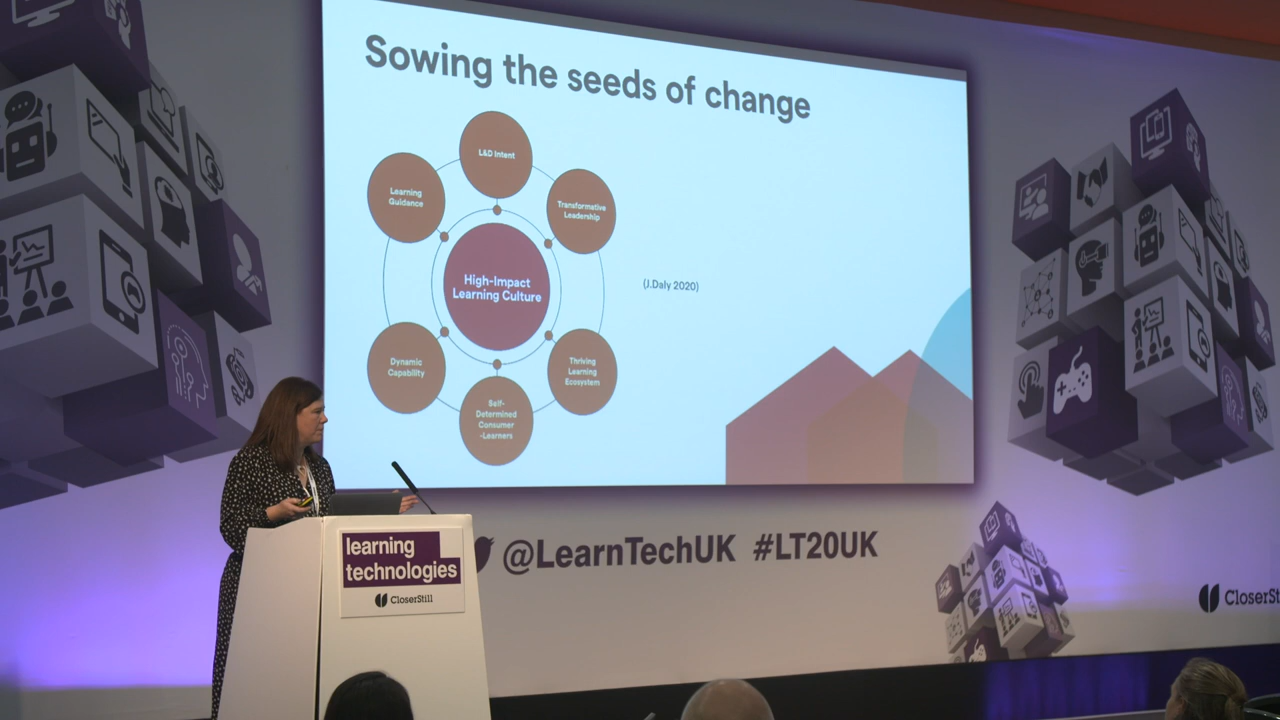 Sowing the seeds of change
L&D Intent
Learning
Guidance
Transformative
Leadership
High-Impact
Learning Culture
(J.Daly 2020)
Dynamic
Capability
Thriving
Learning
Ecosystem
Self-
Determined
Consumer
-Learners
learning
technologies
CloserStill
@LearnTechUK #LT20UK
CloserSt